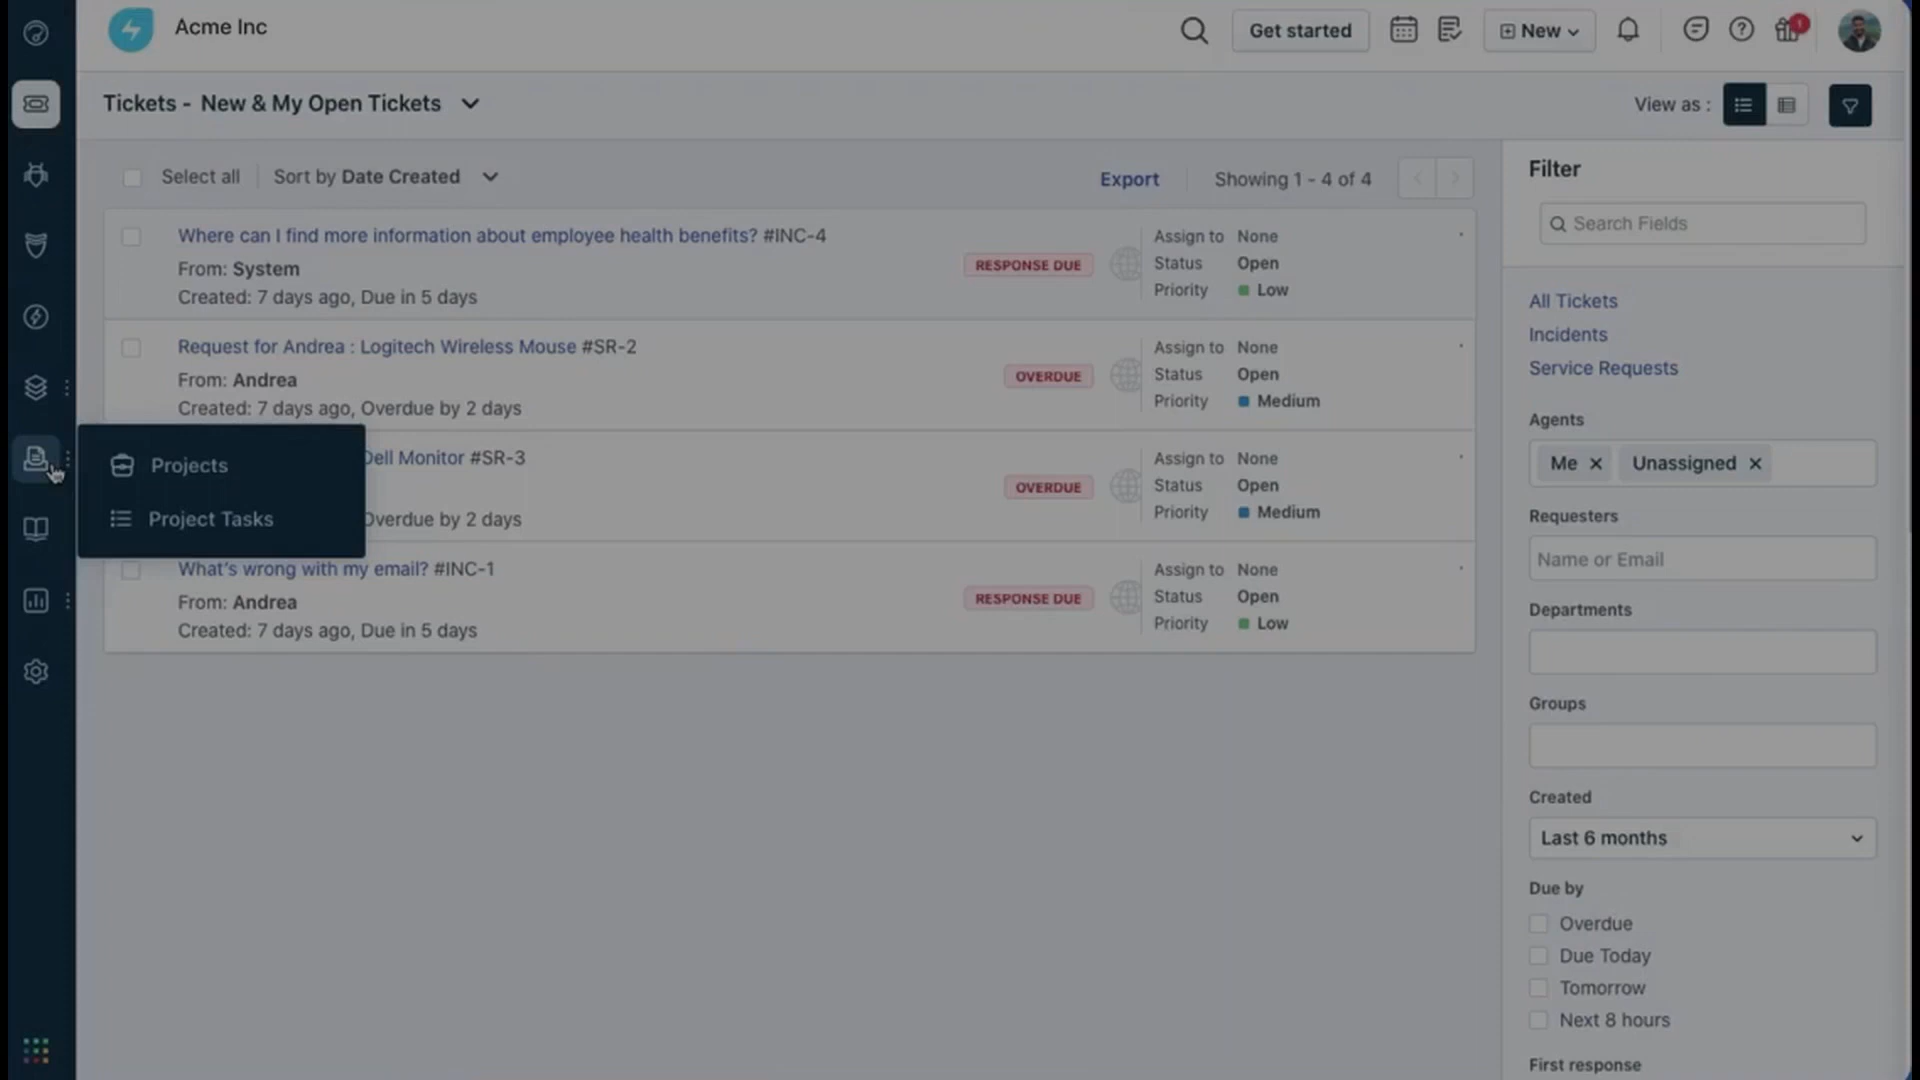 Acme Inc
Get started
New
1
Tickets - New & My Open Tickets
View as :
Select all
Sort by Date Created
Export
Showing 1 - 4 of 4
Where can I find more information about employee health benefits? #INC-4
From: System
Created: 7 days ago, Due in 5 days
RESPONSE DUE
Assign to None
Status Open
Priority Low
Request for Andrea : Logitech Wireless Mouse #SR-2
From: Andrea
Created: 7 days ago, Overdue by 2 days
OVERDUE
Assign to None
Status Open
Priority Medium
Projects
Project Tasks
Dell Monitor #SR-3
Overdue by 2 days
OVERDUE
Assign to None
Status Open
Priority Medium
What's wrong with my email? #INC-1
From: Andrea
Created: 7 days ago, Due in 5 days
RESPONSE DUE
Assign to None
Status Open
Priority Low
Filter
Search Fields
All Tickets
Incidents
Service Requests
Agents
Me × Unassigned ×
Requesters
Name or Email
Departments
Groups
Created
Last 6 months
Due by
Overdue
Due Today
Tomorrow
Next 8 hours
First response